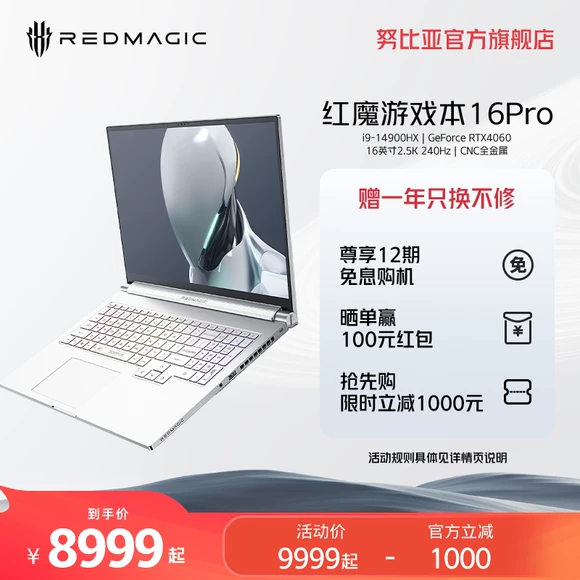 REDMAGIC
努比亚官方旗舰店
红魔游戏本16Pro
i9-14900HX | GeForce RTX4060
16英寸2.5K 240Hz | CNC全金属
赠一年只换不修
尊享12期
免息购机
免
晒单赢
100元红包
¥
抢先购
限时立减1000元
活动规则具体见详情页说明
REDMAGIC
REDMAGIC
到手价
¥8999起
活动价
9999起
-
官方立减
1000